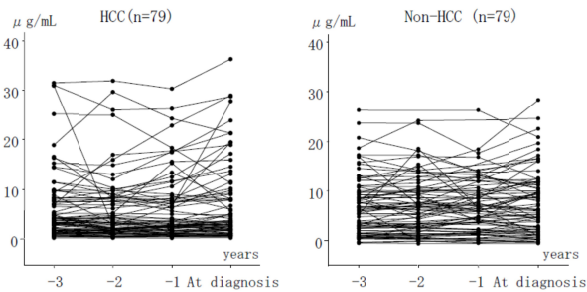 HCC(n=79)
μg/mL
40
30
20
10
0
years
-3 -2 -1 At diagnosis
Non-HCC (n=79)
μg/mL
40
30
20
10
0
years
-3 -2 -1 At diagnosis